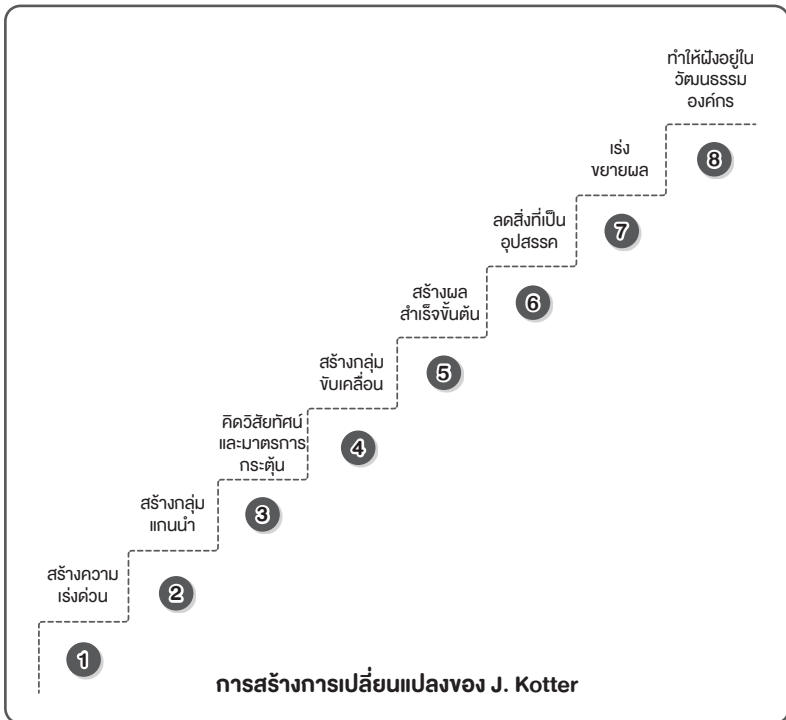 ทำให้ฝังอยู่ใน
วัฒนธรรม
องค์กร
8
เร่ง
ขยายผล
7
ลดสิ่งที่เป็น
อุปสรรค
6
สร้างผล
สำเร็จขั้นต้น
5
สร้างกลุ่ม
ขับเคลื่อน
4
คิดวิสัยทัศน์
และมาตรการ
กระตุ้น
3
สร้างกลุ่ม
แกนนำ
2
สร้างความ
เร่งด่วน
1
การสร้างการเปลี่ยนแปลงของ J. Kotter